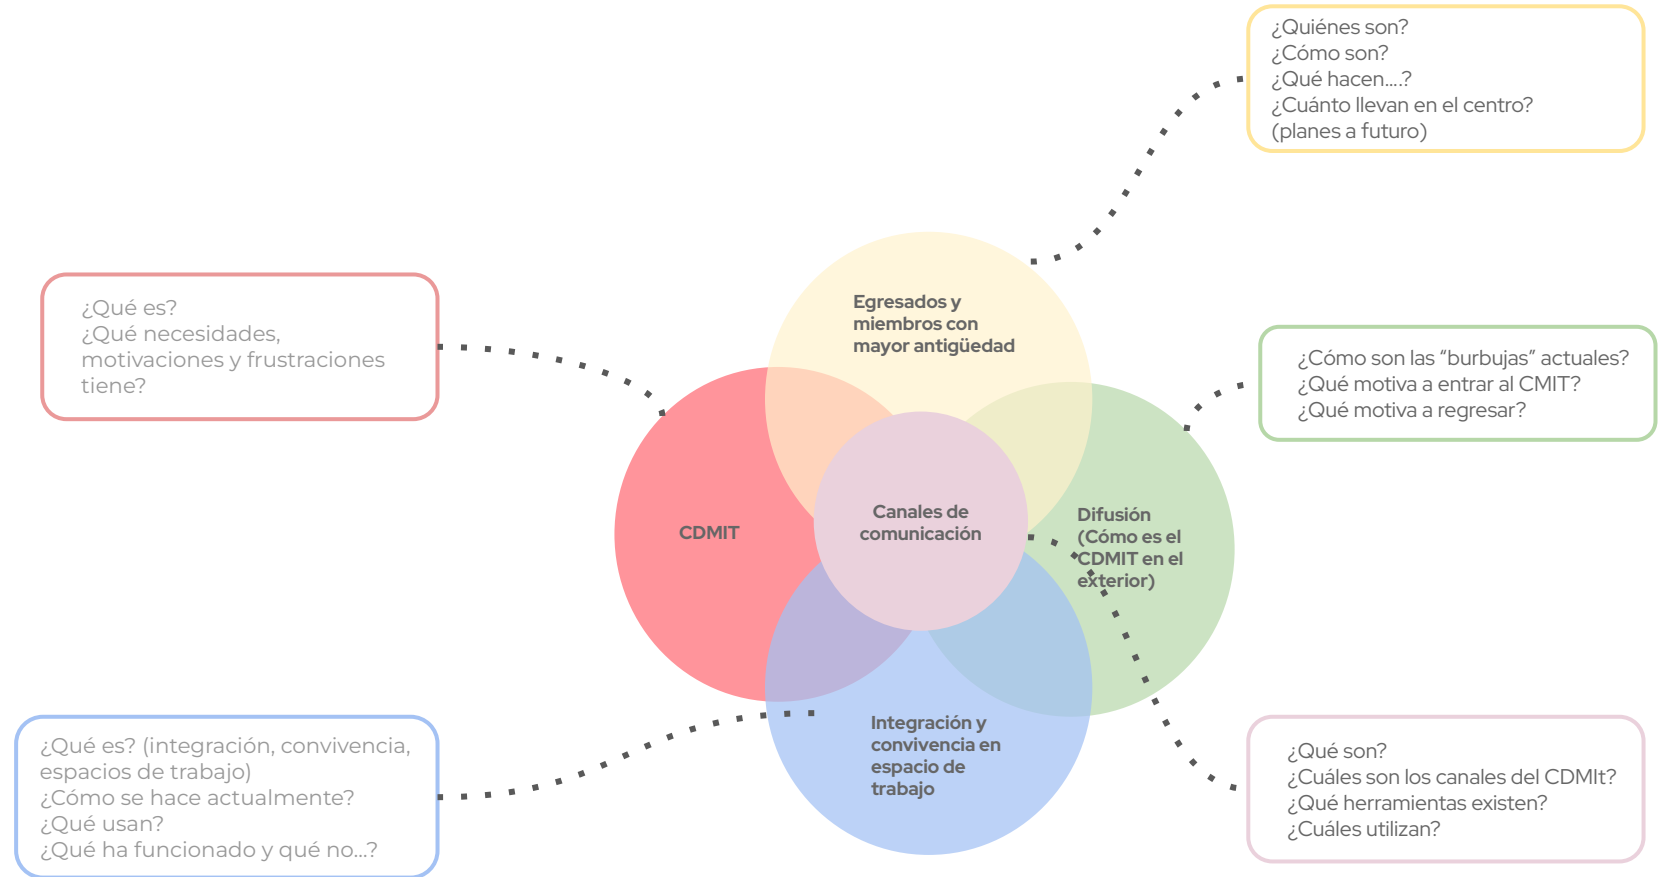 ¿Quiénes son?
¿Cómo son?
¿Qué hacen....?
¿Cuánto llevan en el centro?
(planes a futuro)
¿Qué es?
¿Qué necesidades,
motivaciones y frustraciones
tiene?
Egresados y
miembros con
mayor antigüedad
¿Cómo son las “burbujas” actuales?
¿Qué motiva a entrar al CMIT?
¿Qué motiva a regresar?
CDMIT
Canales de
comunicación
Difusión
(Cómo es el
CDMIT en el
exterior)
Integración y
convivencia en
espacio de
trabajo
¿Qué es? (integración, convivencia,
espacios de trabajo)
¿Cómo se hace actualmente?
¿Qué usan?
¿Qué ha funcionado y qué no...?
¿Qué son?
¿Cuáles son los canales del CDMIt?
¿Qué herramientas existen?
¿Cuáles utilizan?